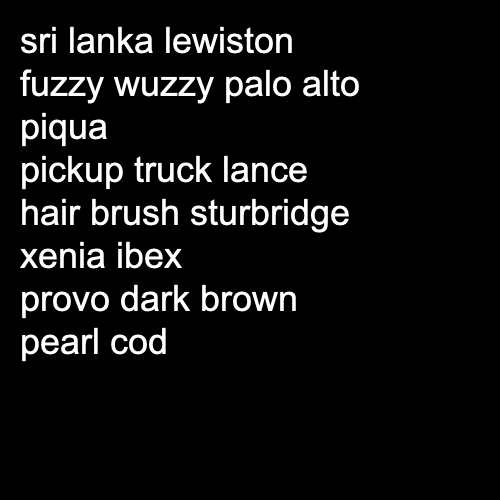 sri lanka lewiston
fuzzy wuzzy palo alto
piqua
pickup truck lance
hair brush sturbridge
xenia ibex
provo dark brown
pearl cod